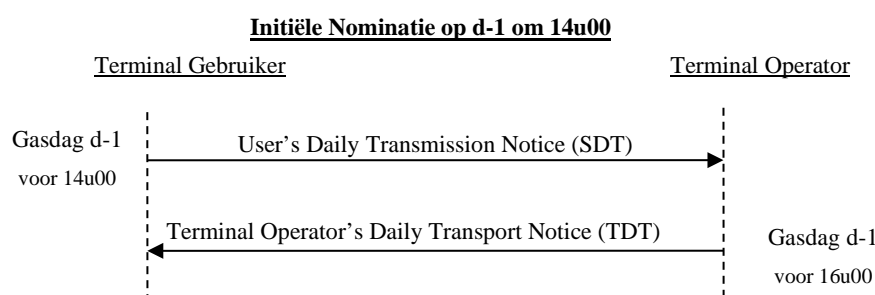 Initiële Nominatie op d-1 om 14u00
Terminal Gebruiker
Terminal Operator
Gasdag d-1
voor 14u00
User's Daily Transmission Notice (SDT)
Terminal Operator's Daily Transport Notice (TDT)
Gasdag d-1
voor 16u00